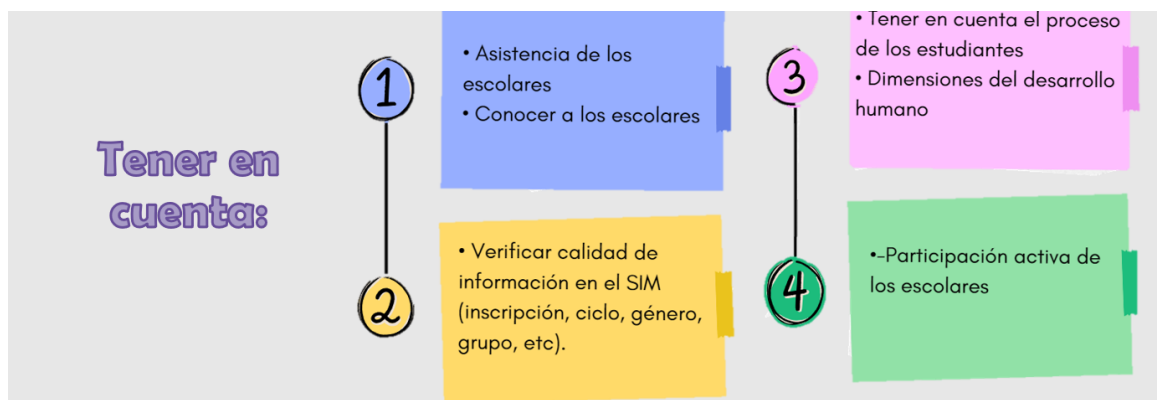 Tener en
cuenta:
1
• Asistencia de los
escolares
• Conocer a los escolares
2
• Verificar calidad de
información en el SIM
(inscripción, ciclo, género,
grupo, etc).
3
• Tener en cuenta el proceso
de los estudiantes
• Dimensiones del desarrollo
humano
4
•-Participación activa de
los escolares